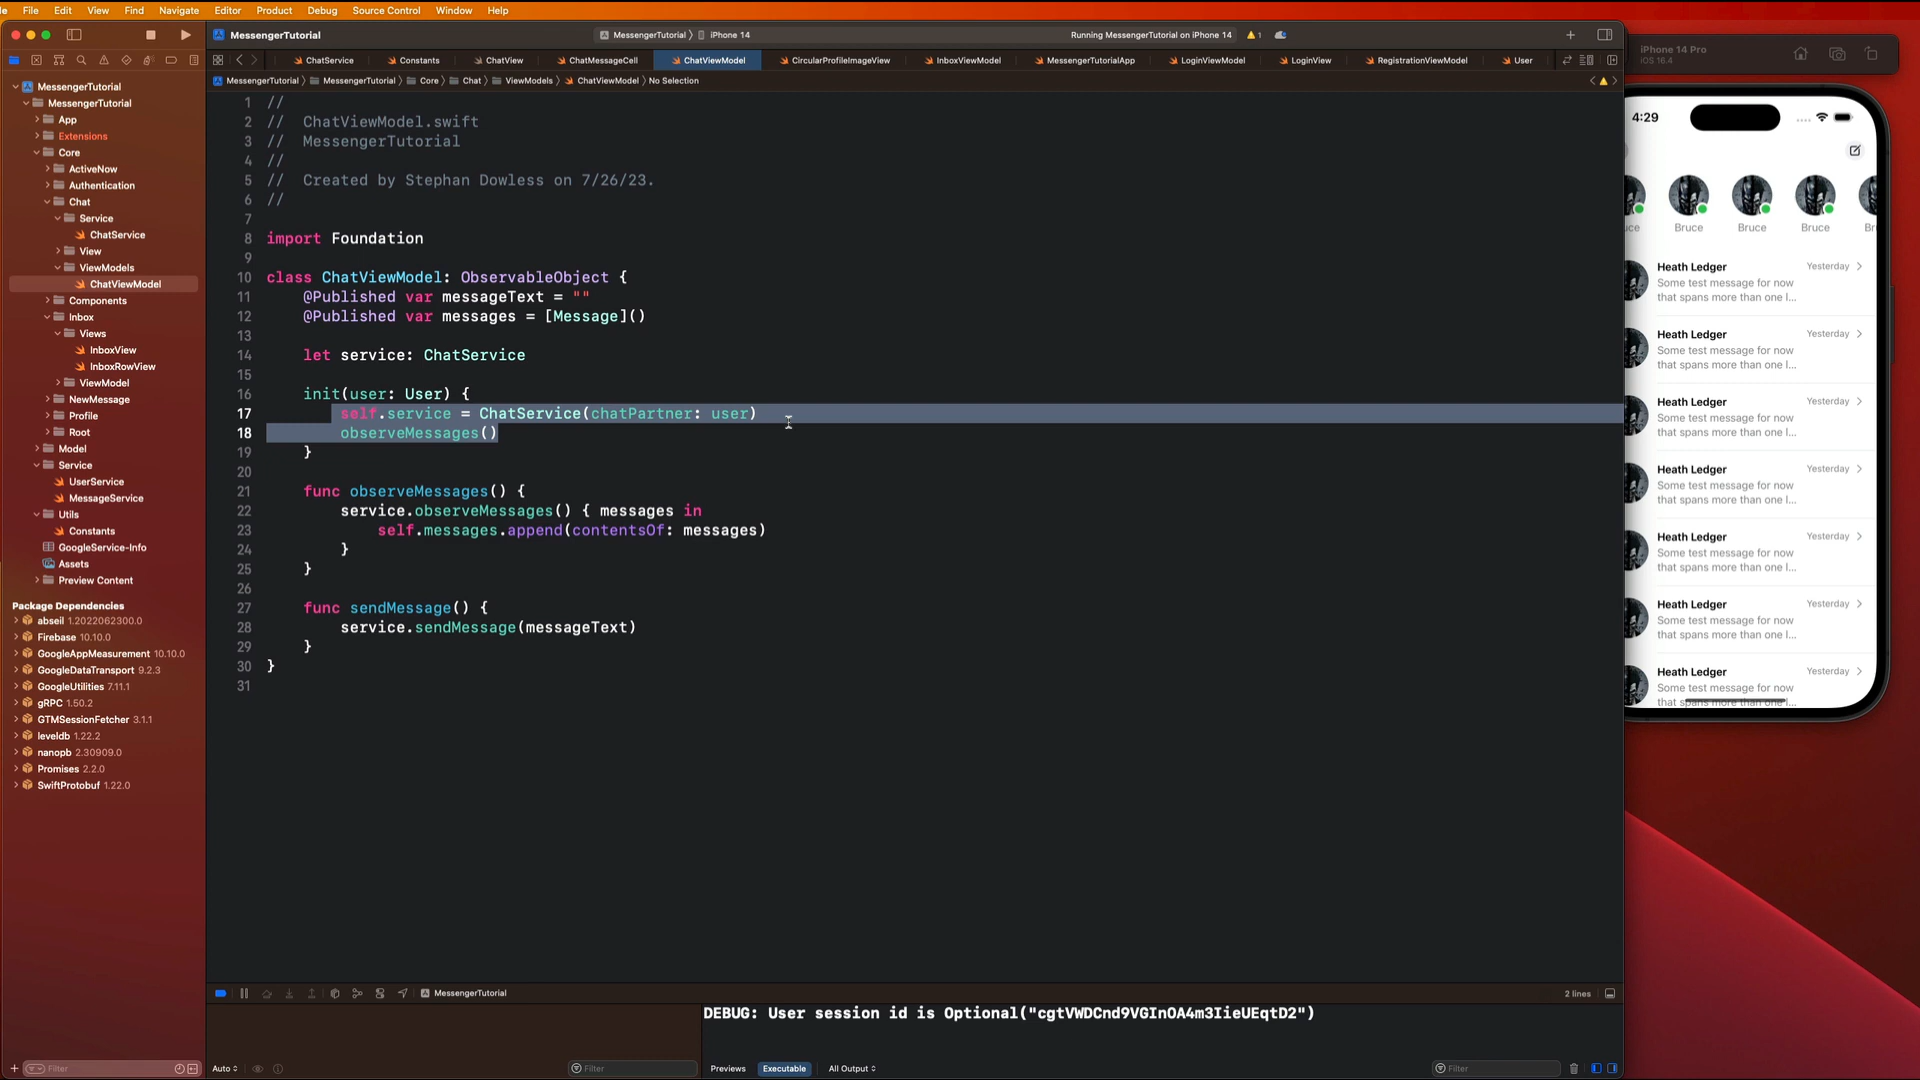 File Edit View Find Navigate Editor Product Debug Source Control Window Help
MessengerTutorial
MessengerTutorial
iPhone 14
Running MessengerTutorial on iPhone 14
1
ChatService
Constants
ChatView
ChatMessageCell
ChatViewModel
CircularProfileImageView
InboxViewModel
MessengerTutorialApp
LoginViewModel
LoginView
RegistrationViewModel
User
MessengerTutorial
MessengerTutorial
Core
Chat
ViewModels
ChatViewModel
No Selection
MessengerTutorial
MessengerTutorial
App
Extensions
Core
ActiveNow
Authentication
Chat
Service
ChatService
View
ViewModels
ChatViewModel
Components
Inbox
Views
InboxView
InboxRowView
ViewModel
NewMessage
Profile
Root
Model
Service
UserService
MessageService
Utils
Constants
GoogleService-Info
Assets
Preview Content
Package Dependencies
abseil 1.2022062300.0
Firebase 10.10.0
GoogleAppMeasurement 10.10.0
GoogleDataTransport 9.2.3
GoogleUtilities 7.11.1
gRPC 1.50.2
GTMSessionFetcher 3.1.1
leveldb 1.22.2
nanopb 2.30909.0
Promises 2.2.0
SwiftProtobuf 1.22.0
Filter
1 //
2 // ChatViewModel.swift
3 // MessengerTutorial
4 //
5 // Created by Stephan Dowless on 7/26/23.
6 //
7
8 import Foundation
9
10 class ChatViewModel: ObservableObject {
11 @Published var messageText = ""
12 @Published var messages = [Message]()
13
14 let service: ChatService
15
16 init(user: User) {
17 self.service = ChatService(chatPartner: user)
18 observeMessages()
19 }
20
21 func observeMessages() {
22 service.observeMessages() { messages in
23 self.messages.append(contentsOf: messages)
24 }
25 }
26
27 func sendMessage() {
28 service.sendMessage(messageText)
29 }
30 }
31
MessengerTutorial
2 lines
DEBUG: User session id is Optional("cgtVWDCnd9VGInOA4m3IieUEqtD2")
Auto
Filter
Previews
Executable
All Output
Filter
iPhone 14 Pro
iOS 16.4
4:29
Bruce
Bruce
Bruce
Heath Ledger Yesterday
Some test message for now
that spans more than one l...
Heath Ledger Yesterday
Some test message for now
that spans more than one l...
Heath Ledger Yesterday
Some test message for now
that spans more than one l...
Heath Ledger Yesterday
Some test message for now
that spans more than one l...
Heath Ledger Yesterday
Some test message for now
that spans more than one l...
Heath Ledger Yesterday
Some test message for now
that spans more than one l...
Heath Ledger Yesterday
Some test message for now
that spans more than one l...